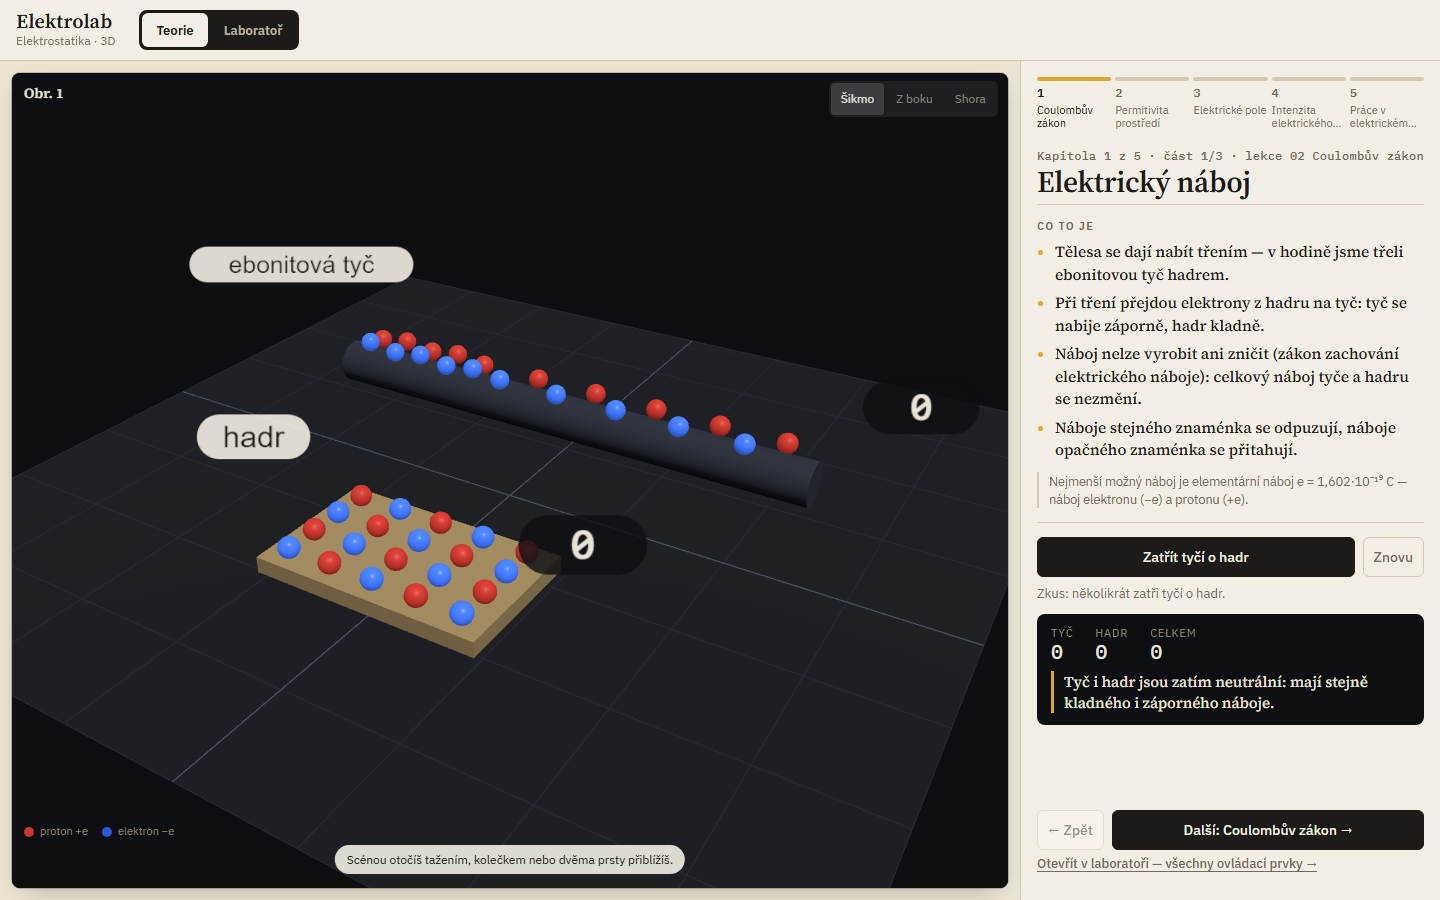 Elektrolab
Elektrostatika · 3D
Teorie
Laboratoř
Obr. 1
Šikmo
Z boku
Shora
ebonitová tyč
0
hadr
0
proton +e
elektron −e
Scénou otočíš tažením, kolečkem nebo dvěma prsty přiblížíš.
1
Coulombův
zákon
2
Permitivita
prostředí
3
Elektrické pole
4
Intenzita
elektrického…
5
Práce v
elektrickém…
Kapitola 1 z 5 · část 1/3 · lekce 02 Coulombův zákon
Elektrický náboj
CO TO JE
Tělesa se dají nabít třením — v hodině jsme třeli
ebonitovou tyč hadrem.
Při tření přejdou elektrony z hadru na tyč: tyč se
nabije záporně, hadr kladně.
Náboj nelze vyrobit ani zničit (zákon zachování
elektrického náboje): celkový náboj tyče a hadru
se nezmění.
Náboje stejného znaménka se odpuzují, náboje
opačného znaménka se přitahují.
Nejmenší možný náboj je elementární náboj e = 1,602·10⁻¹⁹ C —
náboj elektronu (−e) a protonu (+e).
Zatřít tyčí o hadr
Znovu
Zkus: několikrát zatři tyčí o hadr.
TYČ HADR CELKEM
0 0 0
Tyč i hadr jsou zatím neutrální: mají stejně
kladného i záporného náboje.
← Zpět
Další: Coulombův zákon →
Otevřít v laboratoři — všechny ovládací prvky →